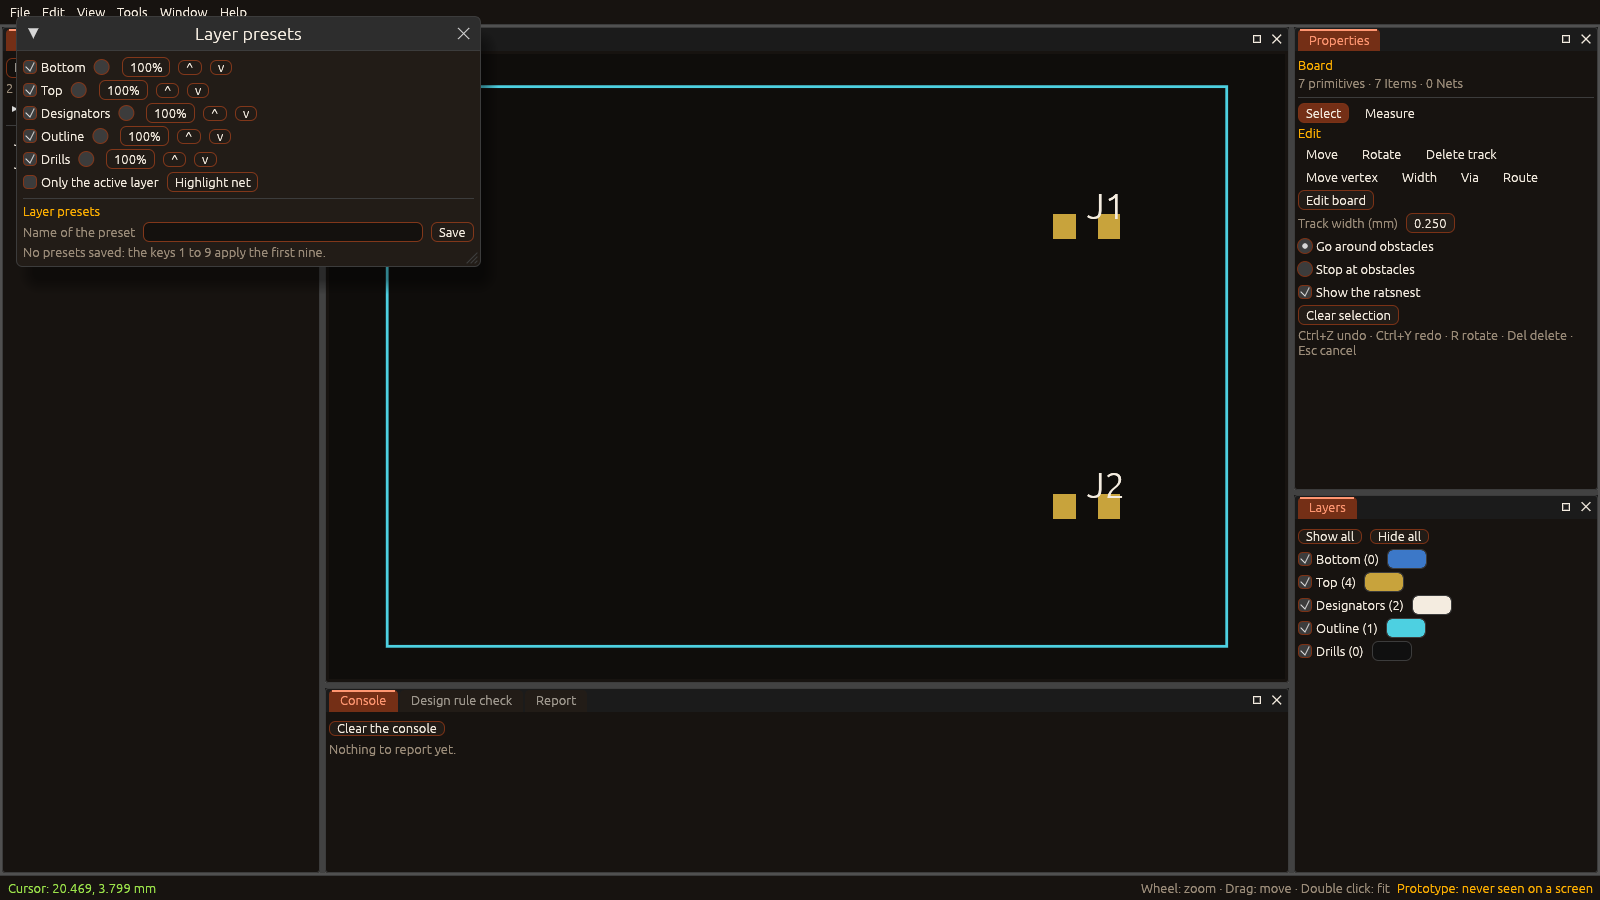 File Edit View Tools Window Help
▼ Layer presets
Bottom 100% ^ v
Top 100% ^ v
Designators 100% ^ v
Outline 100% ^ v
Drills 100% ^ v
Only the active layer Highlight net
Layer presets
Name of the preset Save
No presets saved: the keys 1 to 9 apply the first nine.
2
J1
J2
Console Design rule check Report
Clear the console
Nothing to report yet.
Properties
Board
7 primitives · 7 Items · 0 Nets
Select Measure
Edit
Move Rotate Delete track
Move vertex Width Via Route
Edit board
Track width (mm) 0.250
Go around obstacles
Stop at obstacles
Show the ratsnest
Clear selection
Ctrl+Z undo · Ctrl+Y redo · R rotate · Del delete ·
Esc cancel
Layers
Show all Hide all
Bottom (0)
Top (4)
Designators (2)
Outline (1)
Drills (0)
Cursor: 20.469, 3.799 mm
Wheel: zoom · Drag: move · Double click: fit Prototype: never seen on a screen